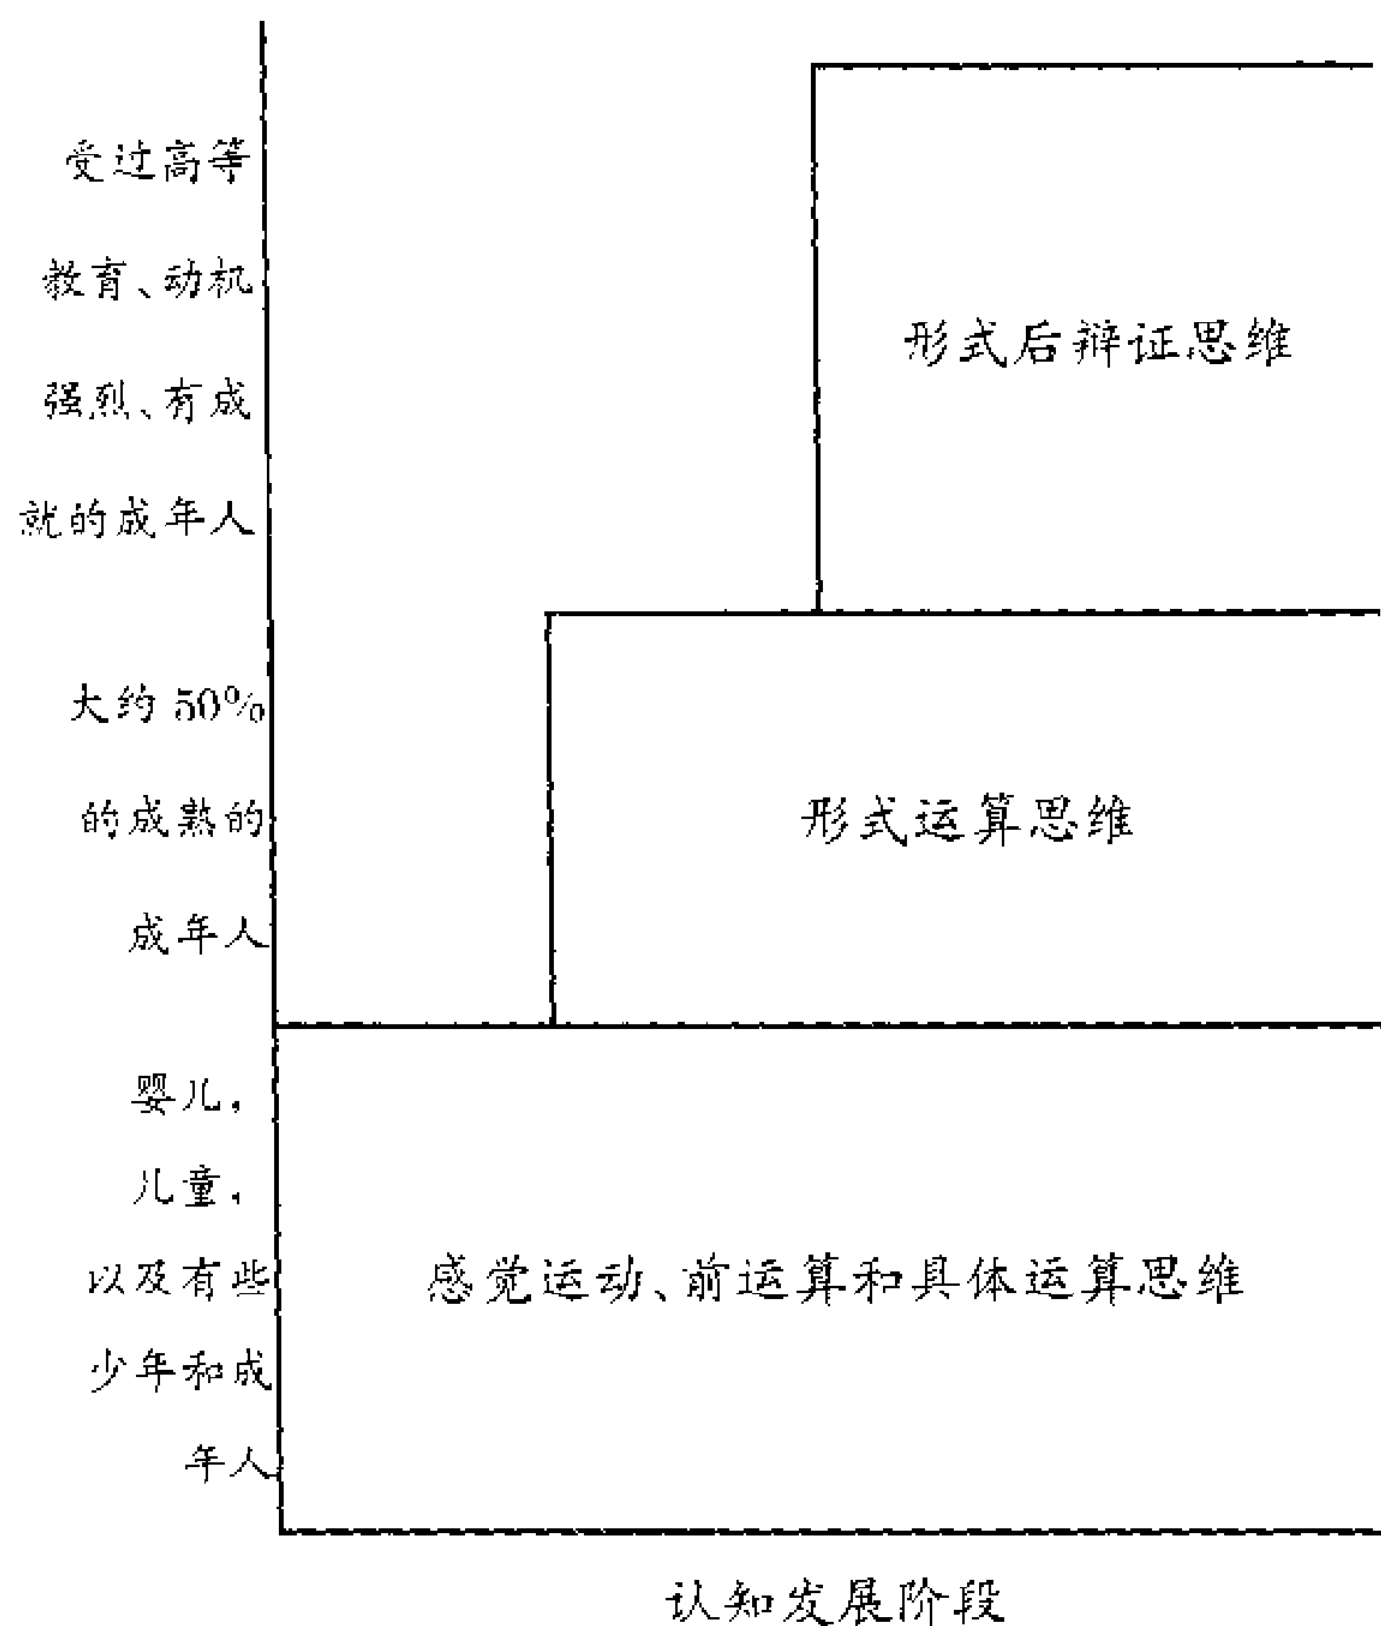 受过高等
教育、动机
强烈、有成
就的成年人
形式后辩证思维
大约 50%
的成熟的
成年人
形式运算思维
婴儿,
儿童,
以及有些
少年和成
年人
感觉运动、前运算和具体运算思维
认知发展阶段